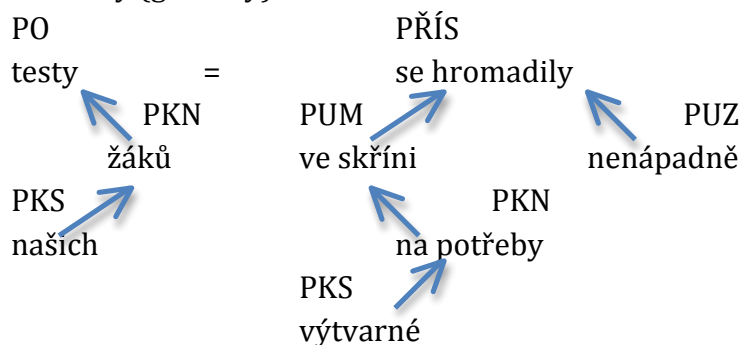 PO PŘÍS
testy = se hromadily
PKN PUM PUZ
žáků ve skříni nenápadně
PKS PKN
našich na potřeby
PKS
výtvarné